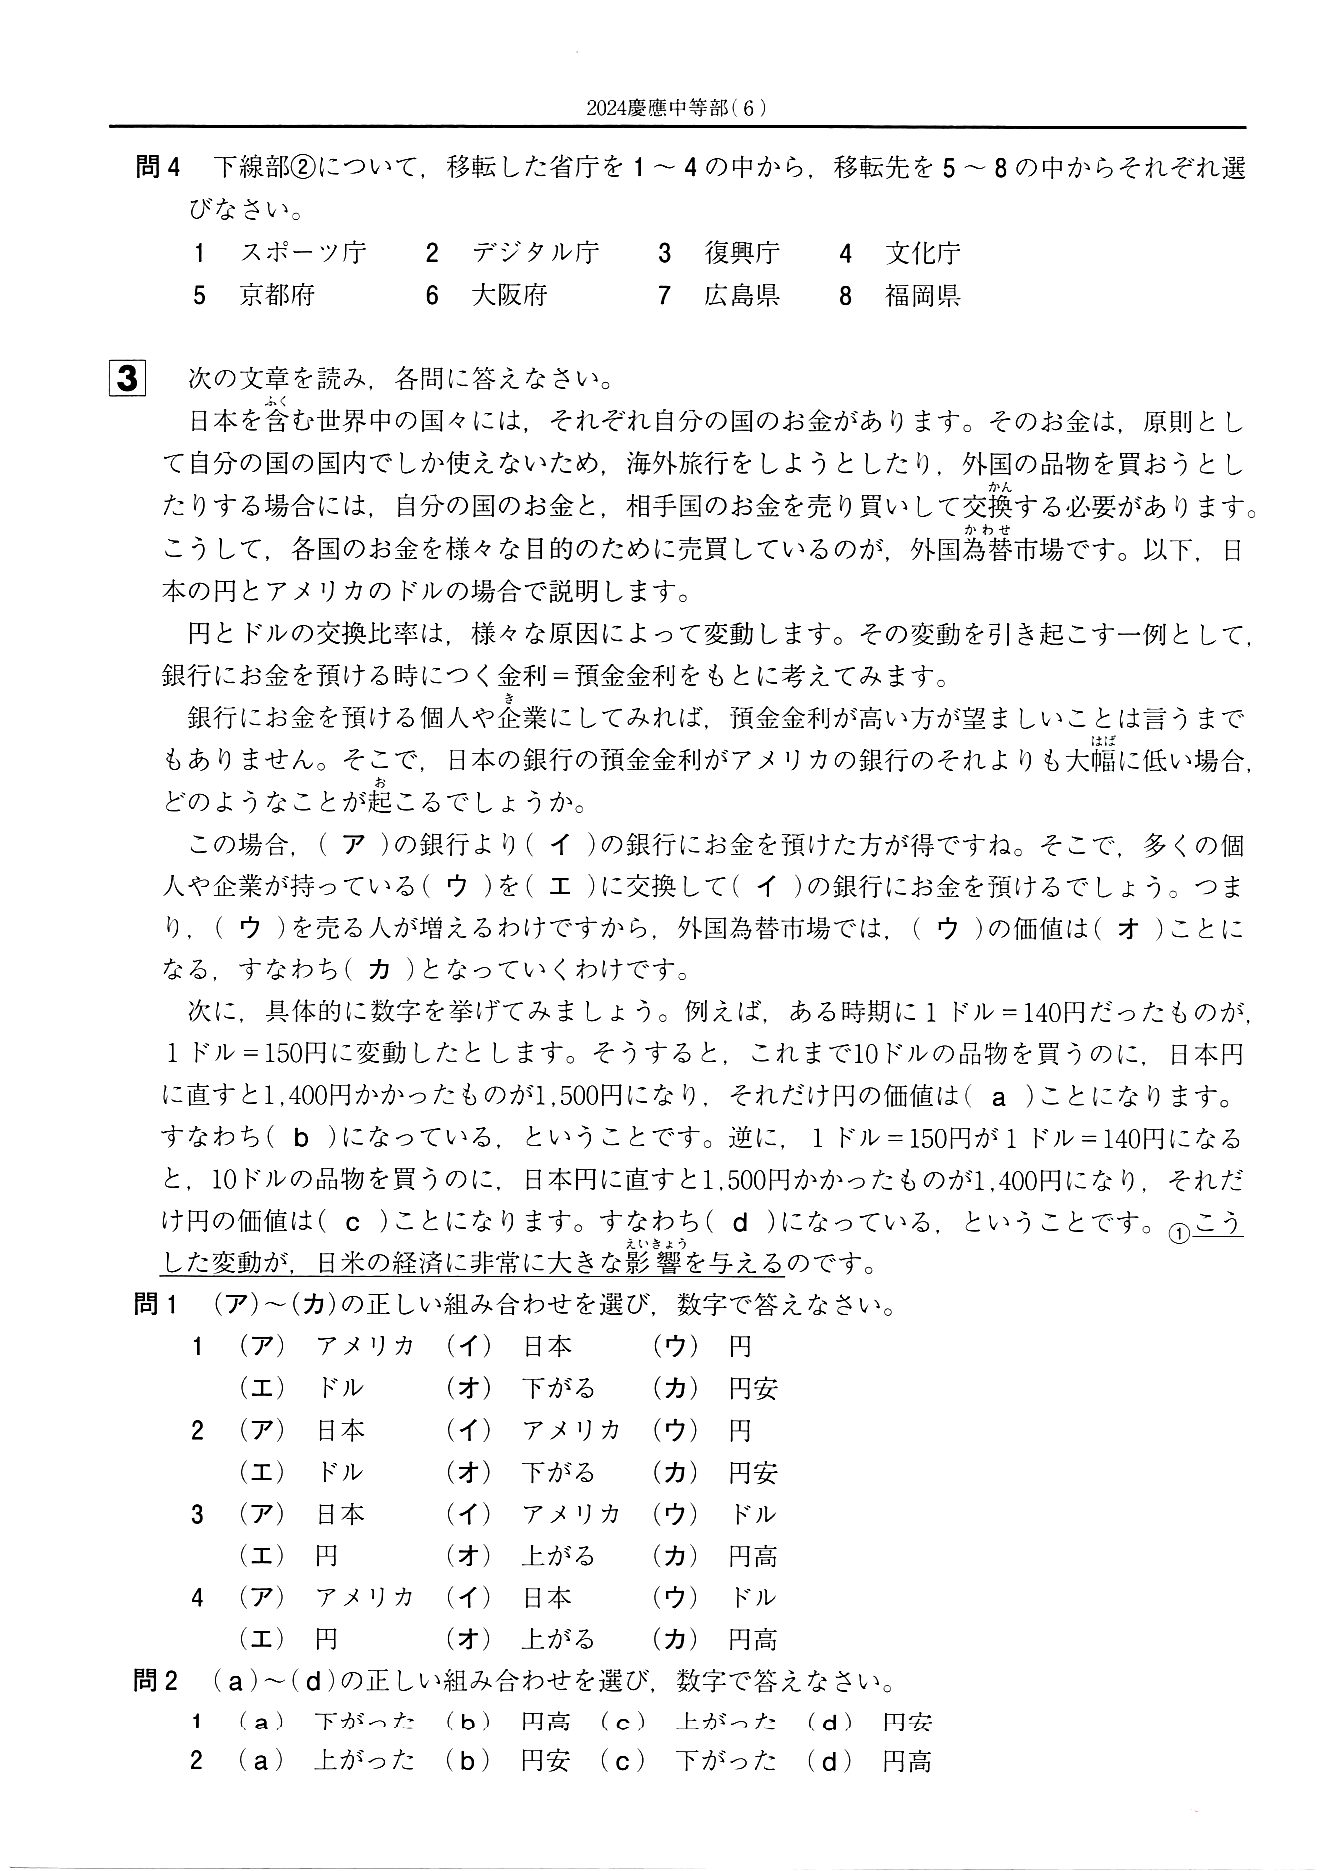 2024慶應中等部(6)
問4 下線部②について，移転した省庁を1～4の中から，移転先を5～8の中からそれぞれ選
びなさい。
1 スポーツ庁 2 デジタル庁 3 復興庁 4 文化庁
5 京都府 6 大阪府 7 広島県 8 福岡県
3 次の文章を読み，各問に答えなさい。
ふく
日本を含む世界中の国々には，それぞれ自分の国のお金があります。そのお金は，原則とし
て自分の国の国内でしか使えないため，海外旅行をしようとしたり，外国の品物を買おうとし
かん
たりする場合には，自分の国のお金と，相手国のお金を売り買いして交換する必要があります。
かわせ
こうして，各国のお金を様々な目的のために売買しているのが，外国為替市場です。以下，日
本の円とアメリカのドルの場合で説明します。
円とドルの交換比率は，様々な原因によって変動します。その変動を引き起こす一例として，
銀行にお金を預ける時につく金利＝預金金利をもとに考えてみます。
き
銀行にお金を預ける個人や企業にしてみれば，預金金利が高い方が望ましいことは言うまで
はば
もありません。そこで，日本の銀行の預金金利がアメリカの銀行のそれよりも大幅に低い場合，
お
どのようなことが起こるでしょうか。
この場合，( ア )の銀行より( イ )の銀行にお金を預けた方が得ですね。そこで，多くの個
人や企業が持っている( ウ )を( エ )に交換して( イ )の銀行にお金を預けるでしょう。つま
り，( ウ )を売る人が増えるわけですから，外国為替市場では，( ウ )の価値は( オ )ことに
なる，すなわち( カ )となっていくわけです。
次に，具体的に数字を挙げてみましょう。例えば，ある時期に1ドル＝140円だったものが，
1ドル＝150円に変動したとします。そうすると，これまで10ドルの品物を買うのに，日本円
に直すと1,400円かかったものが1,500円になり，それだけ円の価値は( a )ことになります。
すなわち( b )になっている，ということです。逆に，1ドル＝150円が1ドル＝140円になる
と，10ドルの品物を買うのに，日本円に直すと1,500円かかったものが1,400円になり，それだ
け円の価値は( c )ことになります。すなわち( d )になっている，ということです。①こう
えいきょう
した変動が，日米の経済に非常に大きな影響を与えるのです。
問1 (ア)～(カ)の正しい組み合わせを選び，数字で答えなさい。
1 (ア) アメリカ (イ) 日本 (ウ) 円
(エ) ドル (オ) 下がる (カ) 円安
2 (ア) 日本 (イ) アメリカ (ウ) 円
(エ) ドル (オ) 下がる (カ) 円安
3 (ア) 日本 (イ) アメリカ (ウ) ドル
(エ) 円 (オ) 上がる (カ) 円高
4 (ア) アメリカ (イ) 日本 (ウ) ドル
(エ) 円 (オ) 上がる (カ) 円高
問2 (a)～(d)の正しい組み合わせを選び，数字で答えなさい。
1 (a) 下がった (b) 円高 (c) 上がった (d) 円安
2 (a) 上がった (b) 円安 (c) 下がった (d) 円高